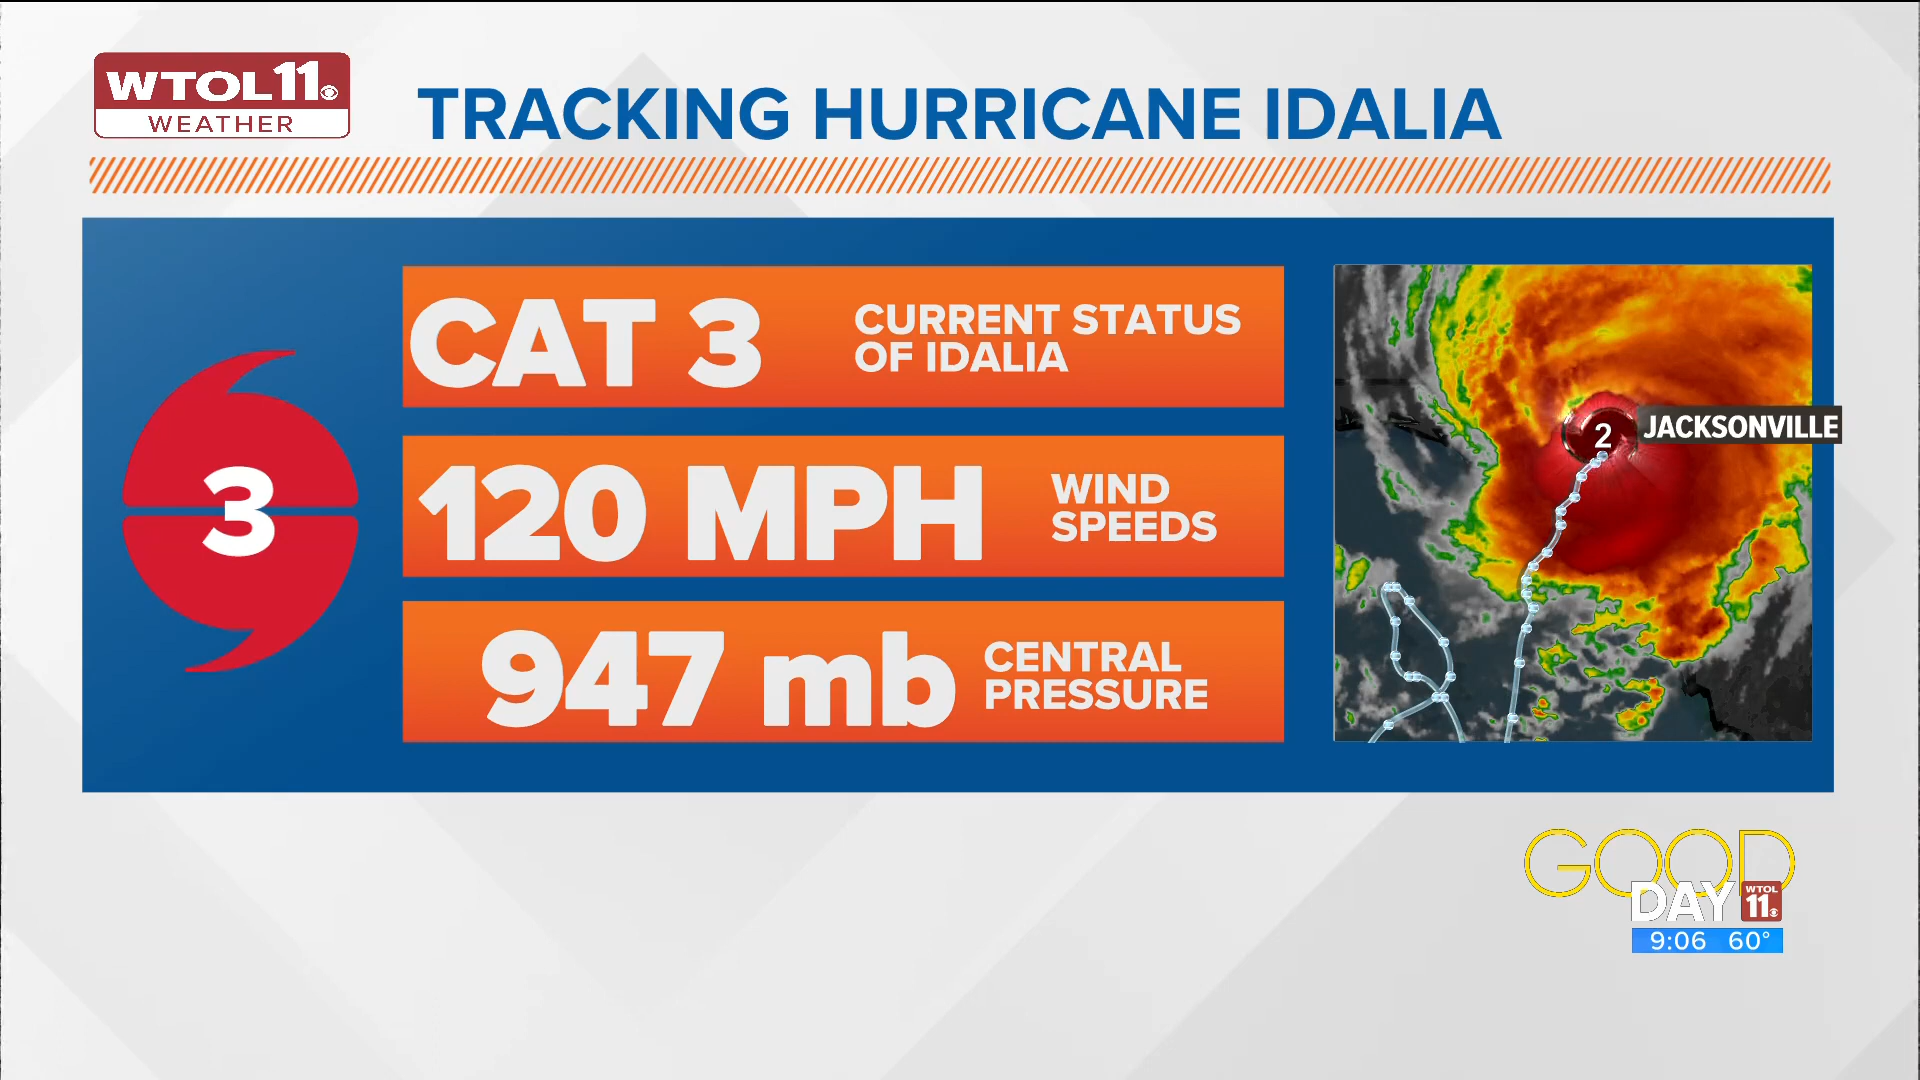 WTOL 11
WEATHER
TRACKING HURRICANE IDALIA
3
CAT 3
CURRENT STATUS
OF IDALIA
120 MPH
WIND
SPEEDS
947 mb
CENTRAL
PRESSURE
2
JACKSONVILLE
GOOD
DAY
WTOL
11
9:06 60°